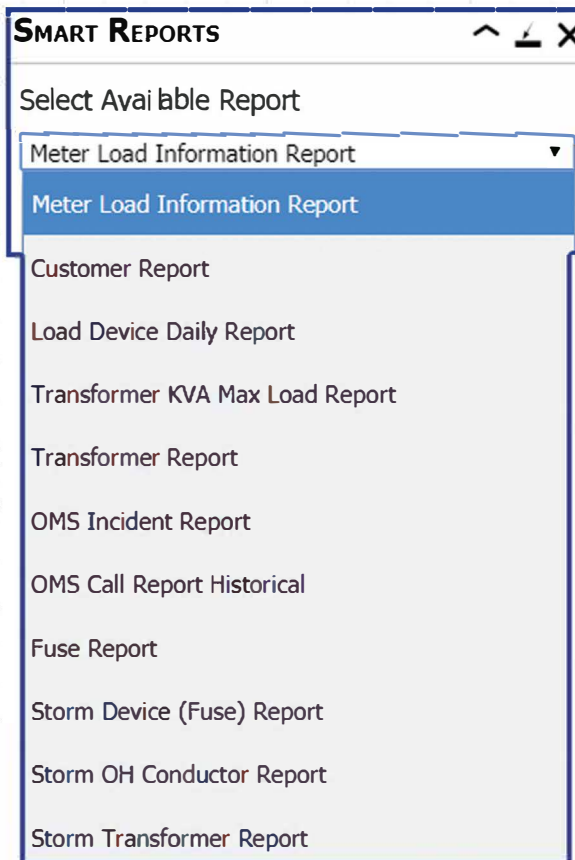 SMART REPORTS
Select Available Report
Meter Load Information Report
Meter Load Information Report
Customer Report
Load Device Daily Report
Transformer KVA Max Load Report
Transformer Report
OMS Incident Report
OMS Call Report Historical
Fuse Report
Storm Device (Fuse) Report
Storm OH Conductor Report
Storm Transformer Report